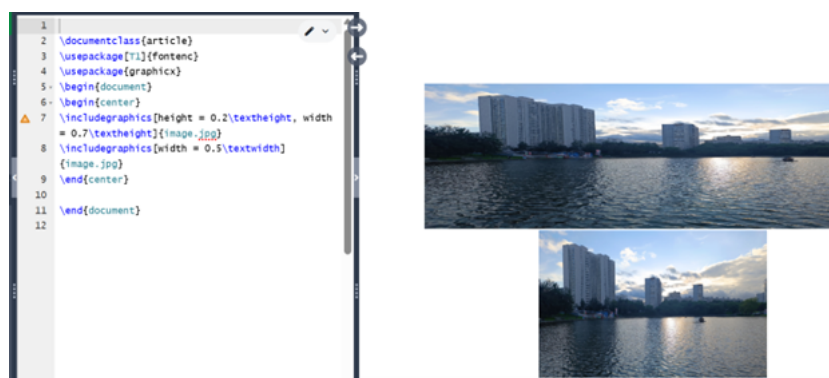 1
2 \documentclass{article}
3 \usepackage[T1]{fontenc}
4 \usepackage{graphicx}
5 \begin{document}
6 \begin{center}
7 \includegraphics[height = 0.2\textheight, width
= 0.7\textheight]{image.jpg}
8 \includegraphics[width = 0.5\textwidth]
{image.jpg}
9 \end{center}
10
11 \end{document}
12